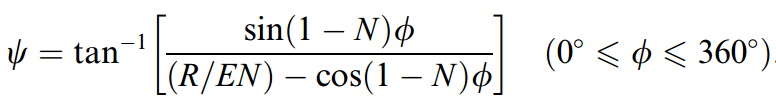 ψ = tan⁻¹ [ sin(1 − N)ϕ / (R/EN) − cos(1 − N)ϕ ] (0° ⩽ ϕ ⩽ 360°).